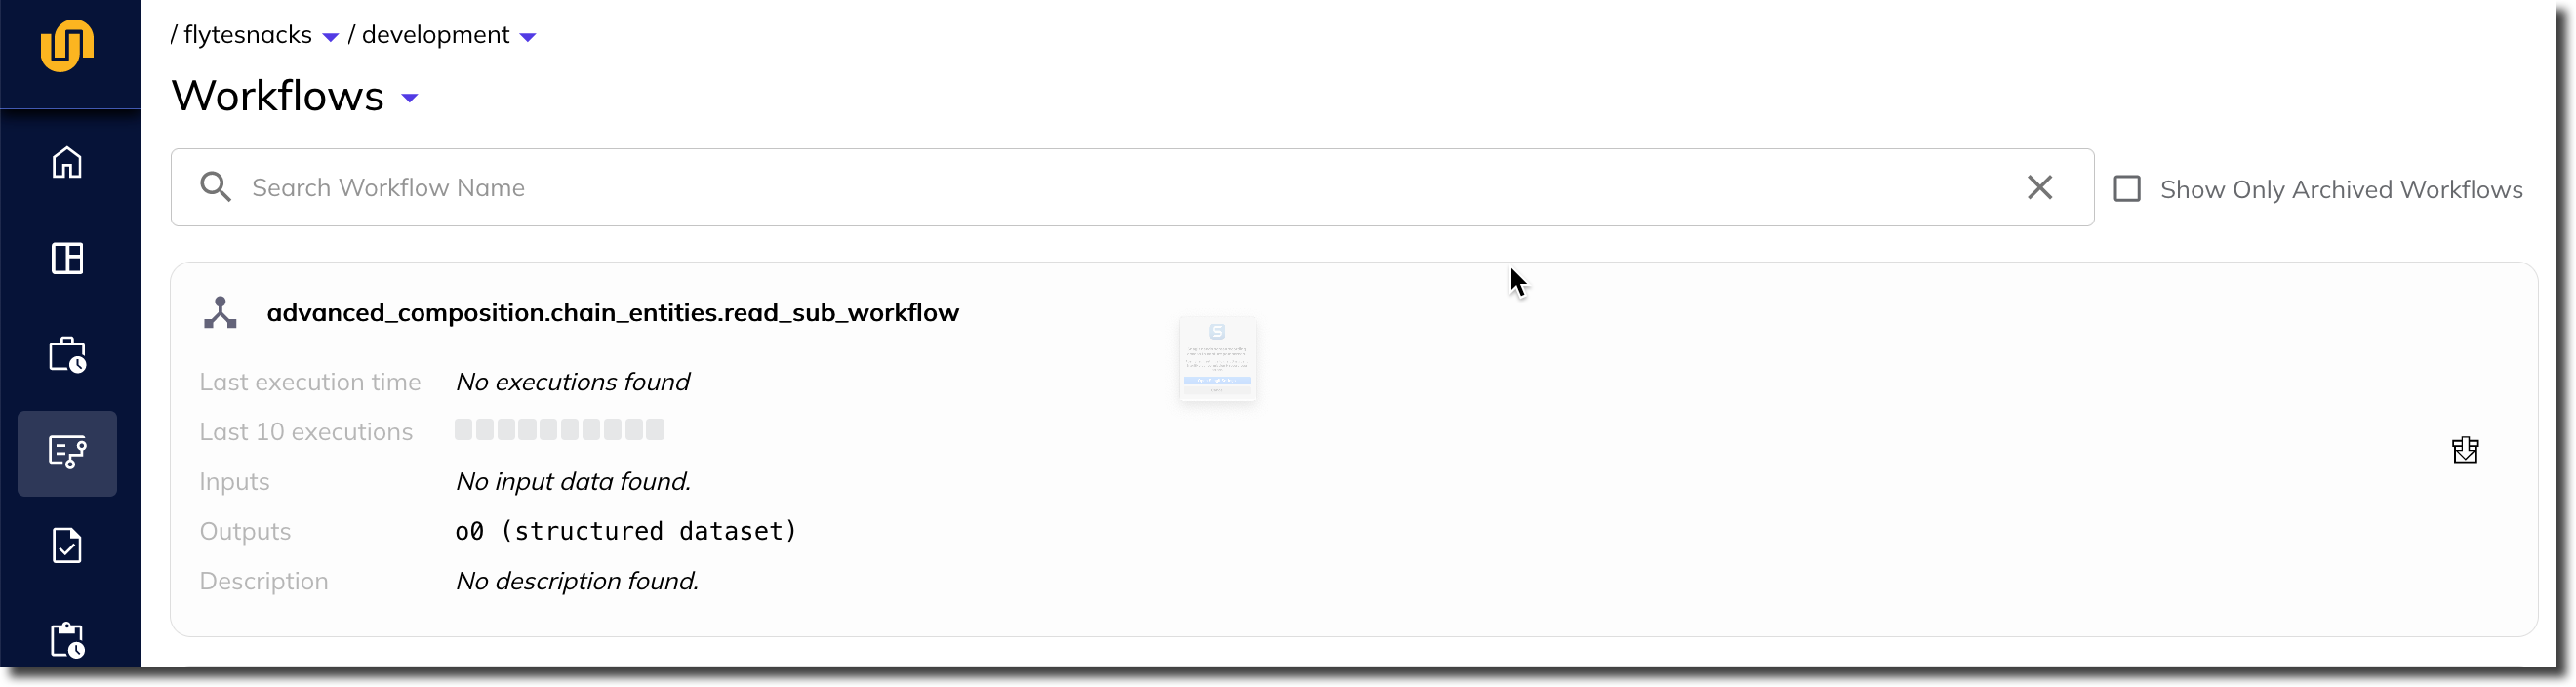 / flytesnacks / development
Workflows
Search Workflow Name
Show Only Archived Workflows
advanced_composition.chain_entities.read_sub_workflow
Last execution time No executions found
Last 10 executions
Inputs No input data found.
Outputs o0 (structured dataset)
Description No description found.